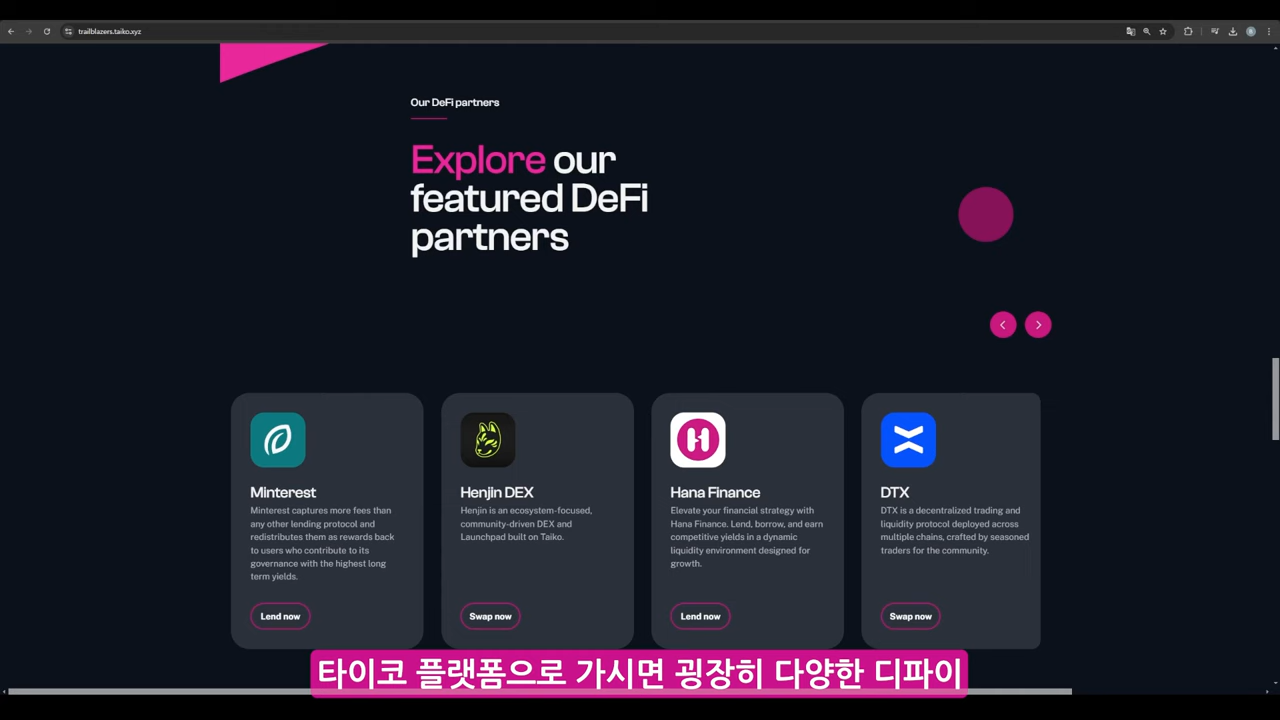 trailblazers.taiko.xyz
Our DeFi partners
Explore our
featured DeFi
partners
Minterest
Minterest captures more fees than
any other lending protocol and
redistributes them as rewards back
to users who contribute to its
governance with the highest long
term yields.
Lend now
Henjin DEX
Henjin is an ecosystem-focused,
community-driven DEX and
Launchpad built on Taiko.
Swap now
Hana Finance
Elevate your financial strategy with
Hana Finance. Lend, borrow, and earn
competitive yields in a dynamic
liquidity environment designed for
growth.
Lend now
DTX
DTX is a decentralized trading and
liquidity protocol deployed across
multiple chains, crafted by seasoned
traders for the community.
Swap now
타이코 플랫폼으로 가시면 굉장히 다양한 디파이